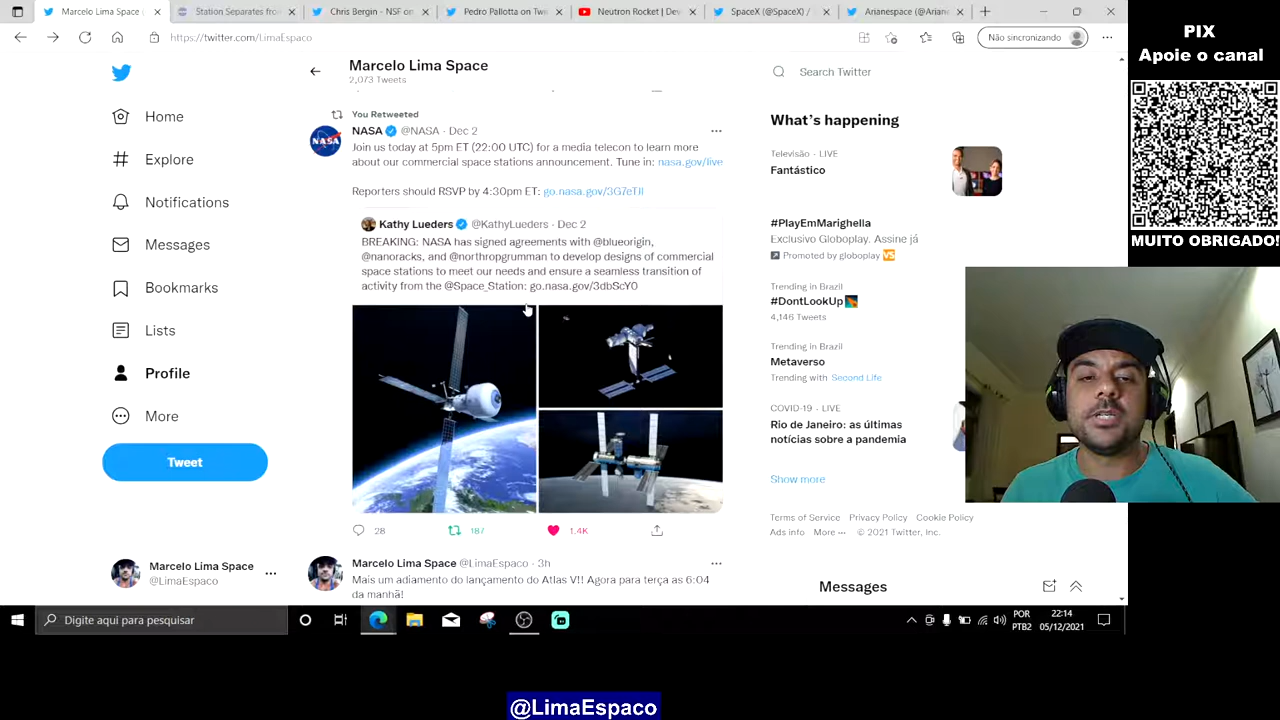 Marcelo Lima Space
Station Separates from
Chris Bergin - NSF on
Pedro Pallotta on Twi
Neutron Rocket | Dev
SpaceX (@SpaceX) /
Arianespace (@Ariane
https://twitter.com/LimaEspaco
Não sincronizando
PIX
Apoie o canal
MUITO OBRIGADO!
Home
Explore
Notifications
Messages
Bookmarks
Lists
Profile
More
Tweet
Marcelo Lima Space
@LimaEspaco
Marcelo Lima Space
2,073 Tweets
You Retweeted
NASA @NASA · Dec 2
Join us today at 5pm ET (22:00 UTC) for a media telecon to learn more
about our commercial space stations announcement. Tune in: nasa.gov/live
Reporters should RSVP by 4:30pm ET:
Kathy Lueders @KathyLueders · Dec 2
BREAKING: NASA has signed agreements with @blueorigin,
@nanoracks, and @northropgrumman to develop designs of commercial
space stations to meet our needs and ensure a seamless transition of
activity from the @Space_Station: go.nasa.gov/3dbScY0
28
187
1.4K
Marcelo Lima Space @LimaEspaco · 3h
Mais um adiamento do lançamento do Atlas V!! Agora para terça as 6:04
da manhã!
Search Twitter
What's happening
Televisão · LIVE
Fantástico
#PlayEmMarighella
Exclusivo Globoplay. Assine já
Promoted by globoplay
Trending in Brazil
#DontLookUp
4,146 Tweets
Trending in Brazil
Metaverso
Trending with Second Life
COVID-19 · LIVE
Rio de Janeiro: as últimas
notícias sobre a pandemia
Show more
Terms of Service Privacy Policy Cookie Policy
Ads info More ··· © 2021 Twitter, Inc.
Messages
Digite aqui para pesquisar
POR
PTB2
22:14
05/12/2021
@LimaEspaco